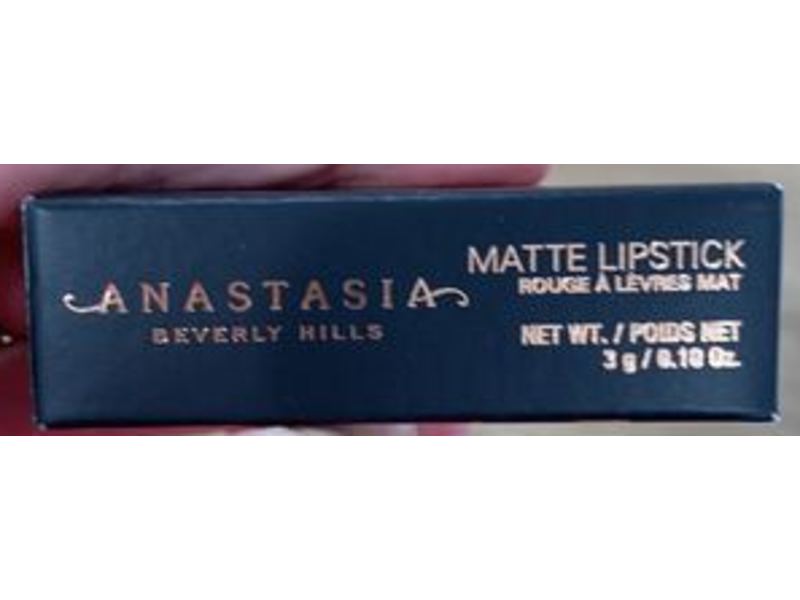 ANASTASIA
BEVERLY HILLS
MATTE LIPSTICK
ROUGE À LÈVRES MAT
NET WT. / POIDS NET
3 g / 0.10 Oz.